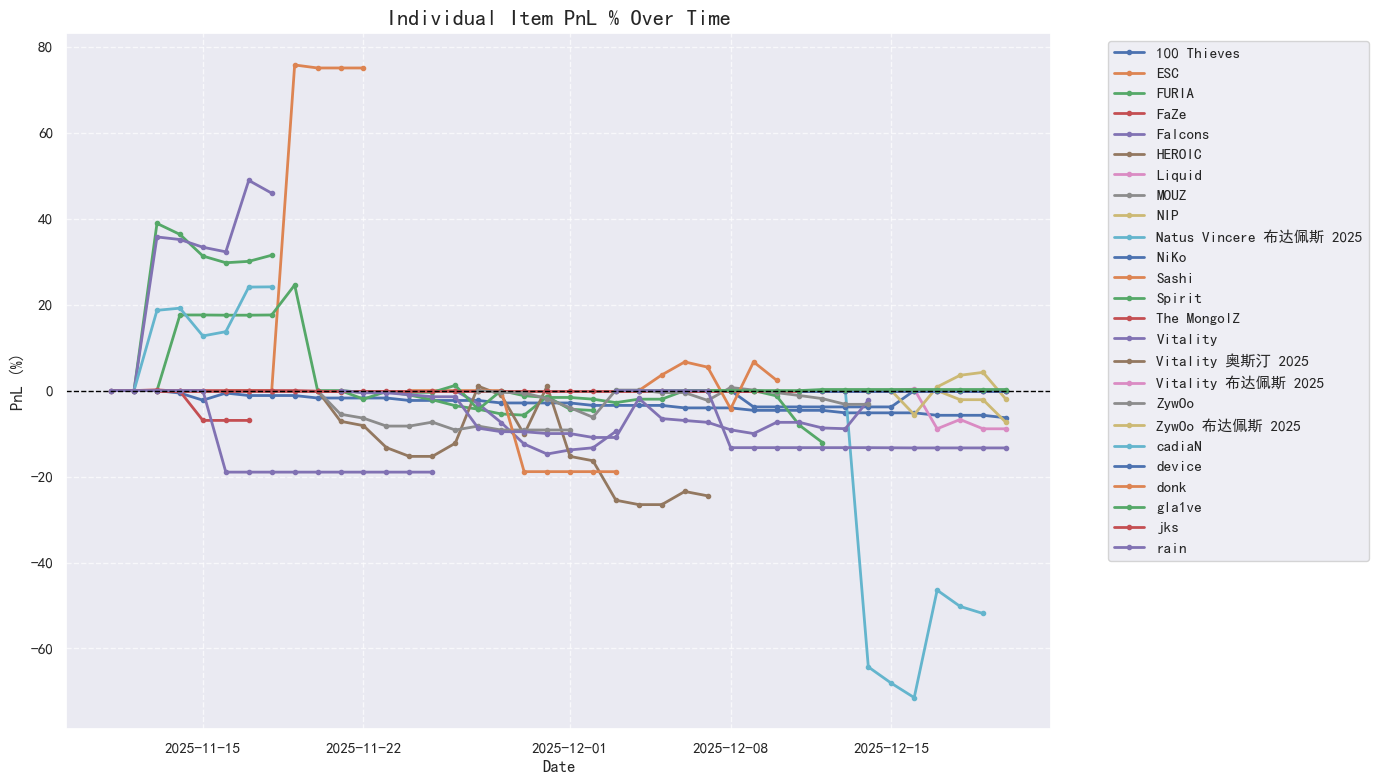 Individual Item PnL % Over Time
PnL (%)
80
60
40
20
0
−20
−40
−60
2025-11-15
2025-11-22
2025-12-01
2025-12-08
2025-12-15
Date
100 Thieves
ESC
FURIA
FaZe
Falcons
HEROIC
Liquid
MOUZ
NIP
Natus Vincere 布达佩斯 2025
NiKo
Sashi
Spirit
The MongolZ
Vitality
Vitality 奥斯汀 2025
Vitality 布达佩斯 2025
ZywOo
ZywOo 布达佩斯 2025
cadiaN
device
donk
gla1ve
jks
rain